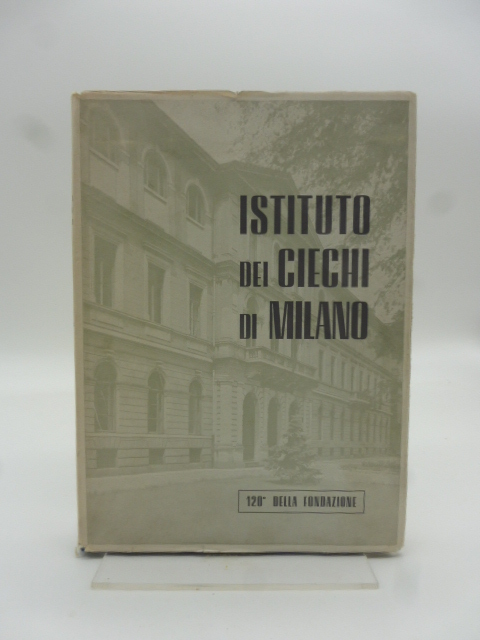 ISTITUTO
DEI CIECHI
DI MILANO
120° DELLA FONDAZIONE